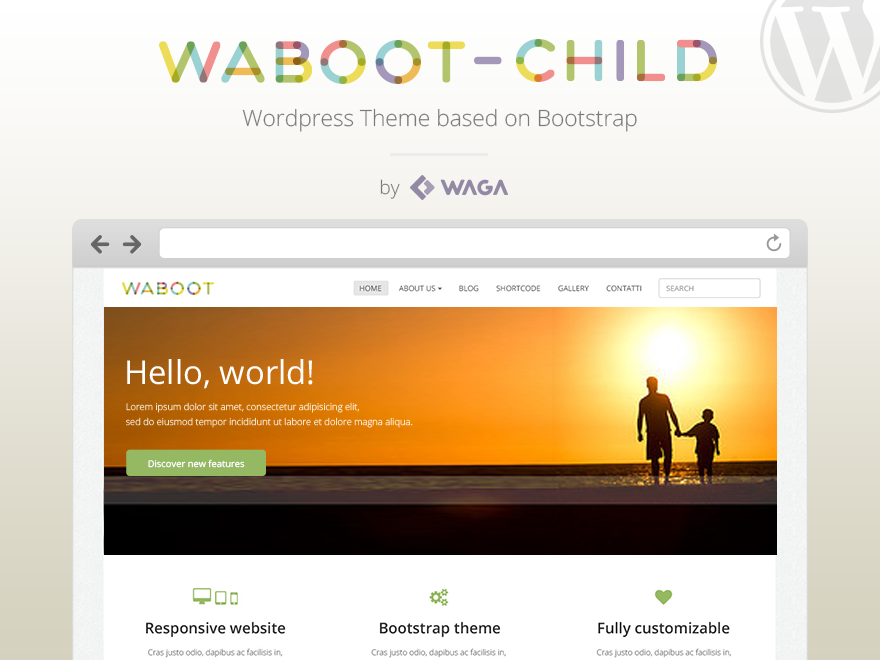 WABOOT-CHILD
Wordpress Theme based on Bootstrap
by WAGA
WABOOT HOME ABOUT US BLOG SHORTCODE GALLERY CONTATTI SEARCH
Hello, world!
Lorem ipsum dolor sit amet, consectetur adipisicing elit,
sed do eiusmod tempor incididunt ut labore et dolore magna aliqua.
Discover new features
Responsive website Bootstrap theme Fully customizable
Cras justo odio, dapibus ac facilisis in, Cras justo odio, dapibus ac facilisis in, Cras justo odio, dapibus ac facilisis in,